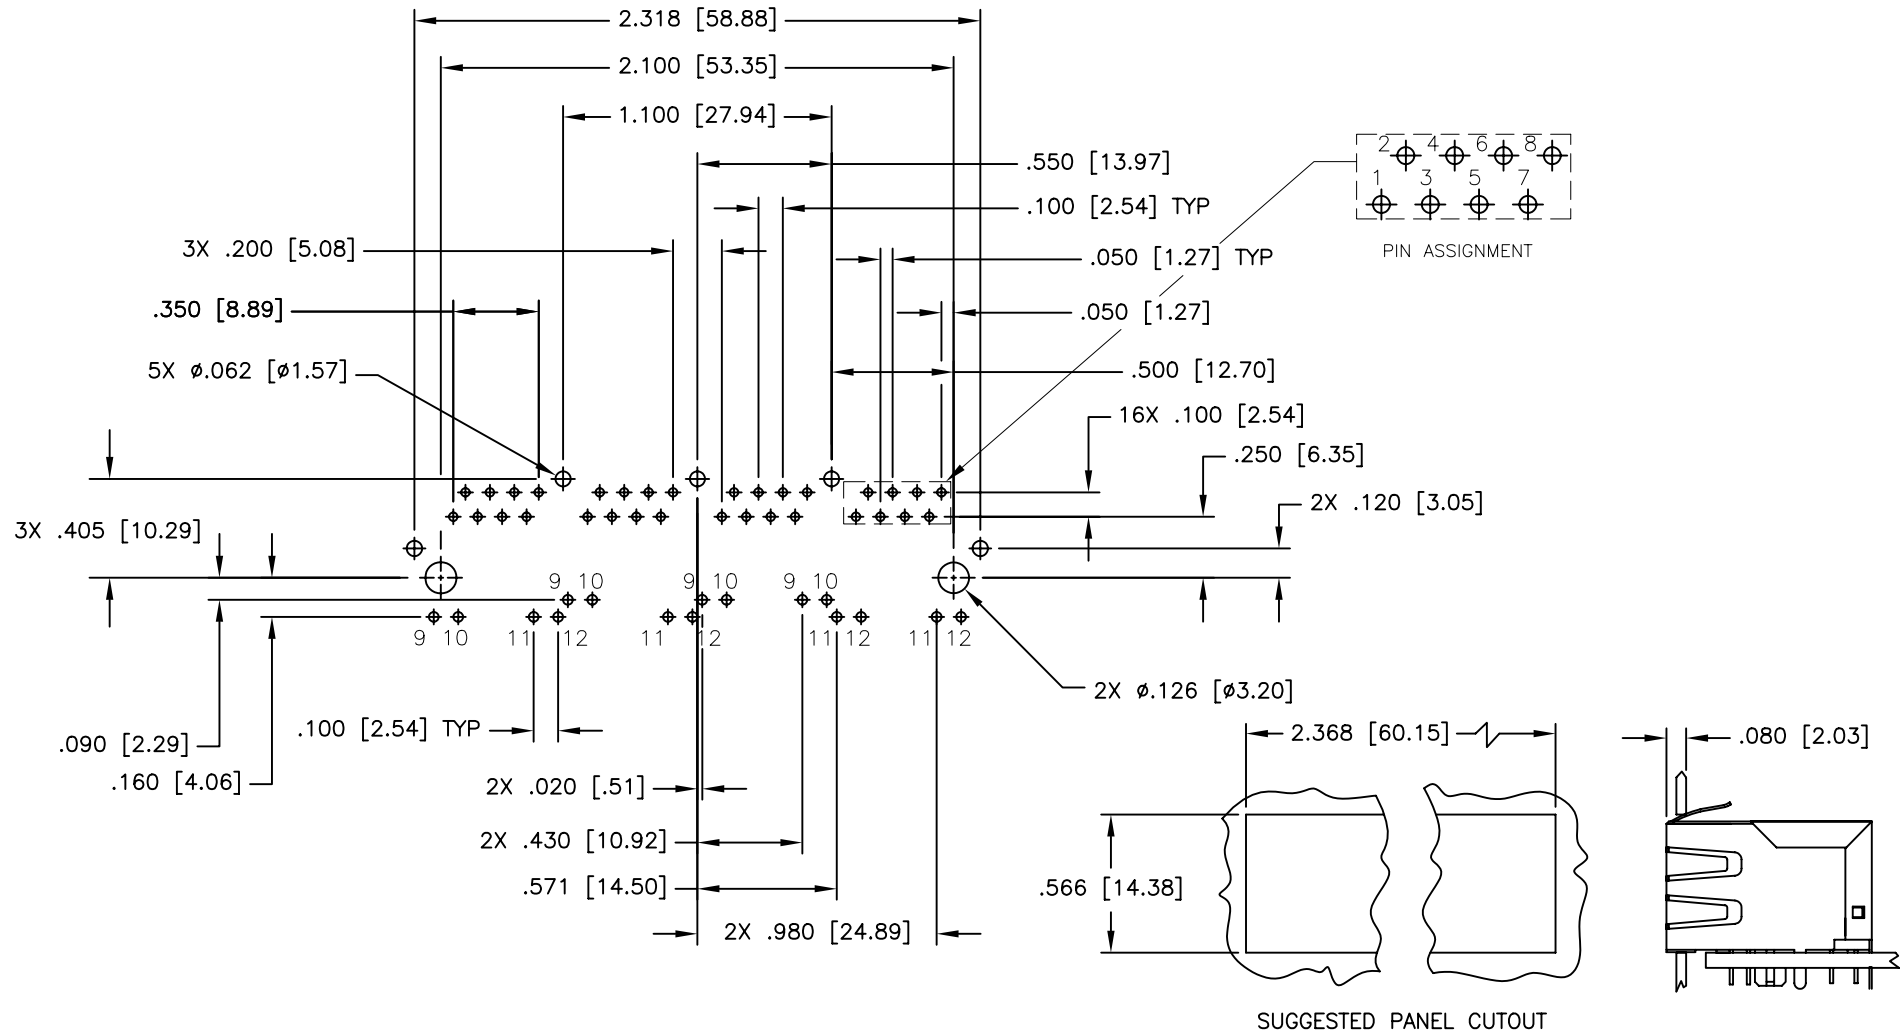 2.318 [58.88]
2.100 [53.35]
1.100 [27.94]
.550 [13.97]
.100 [2.54] TYP
3X .200 [5.08]
.050 [1.27] TYP
.350 [8.89]
.050 [1.27]
5X ø.062 [ø1.57]
.500 [12.70]
16X .100 [2.54]
.250 [6.35]
2X .120 [3.05]
3X .405 [10.29]
2 4 6 8
1 3 5 7
PIN ASSIGNMENT
9 10 9 10 9 10
9 10 11 12 11 12 11 12 11 12
2X ø.126 [ø3.20]
.100 [2.54] TYP
.090 [2.29]
.160 [4.06]
2X .020 [.51]
2X .430 [10.92]
.571 [14.50]
2X .980 [24.89]
2.368 [60.15]
.080 [2.03]
.566 [14.38]
SUGGESTED PANEL CUTOUT